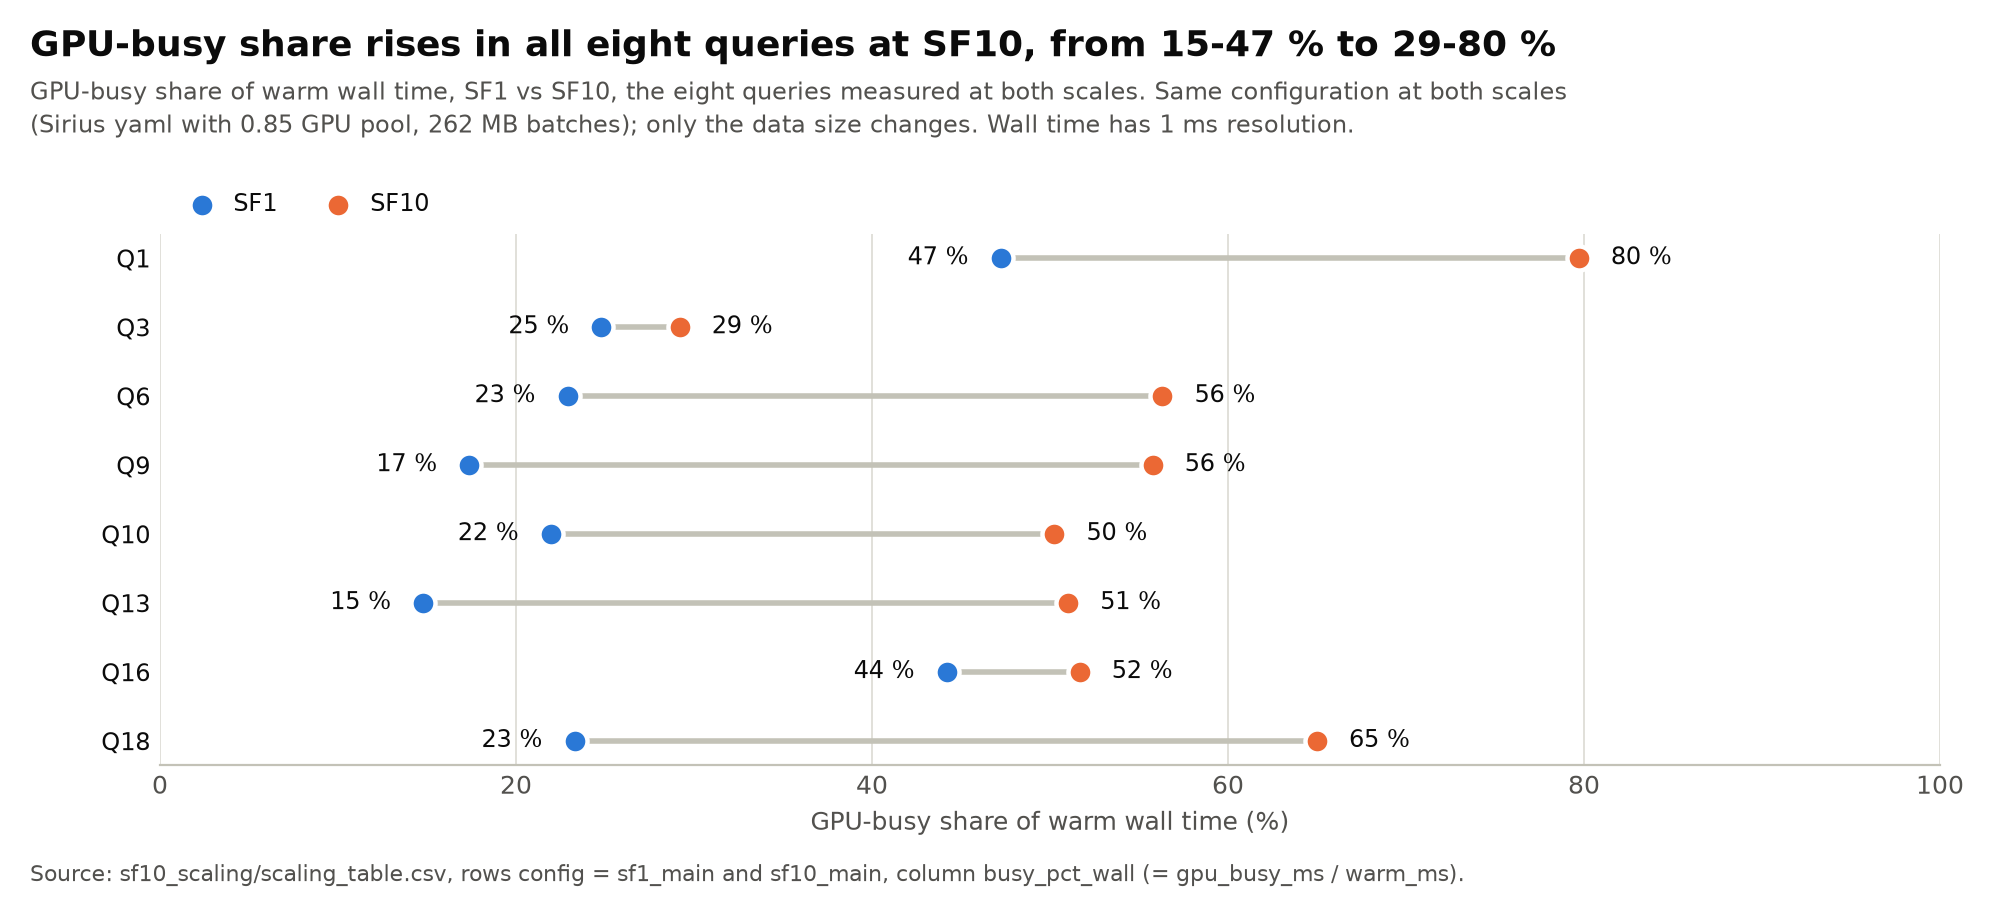 GPU-busy share rises in all eight queries at SF10, from 15-47 % to 29-80 %
GPU-busy share of warm wall time, SF1 vs SF10, the eight queries measured at both scales. Same configuration at both scales
(Sirius yaml with 0.85 GPU pool, 262 MB batches); only the data size changes. Wall time has 1 ms resolution.
SF1 SF10
Q1 47 % 80 %
Q3 25 % 29 %
Q6 23 % 56 %
Q9 17 % 56 %
Q10 22 % 50 %
Q13 15 % 51 %
Q16 44 % 52 %
Q18 23 % 65 %
0 20 40 60 80 100
GPU-busy share of warm wall time (%)
Source: sf10_scaling/scaling_table.csv, rows config = sf1_main and sf10_main, column busy_pct_wall (= gpu_busy_ms / warm_ms).